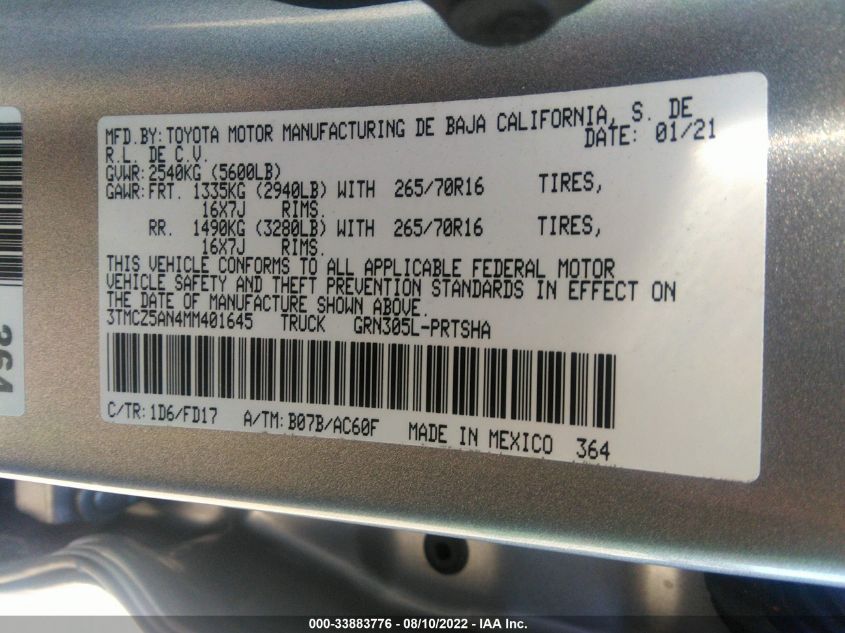 MFD.BY:TOYOTA MOTOR MANUFACTURING DE BAJA CALIFORNIA, S. DE
R.L. DE C.V. DATE: 01/21
GVWR:2540KG (5600LB)
GAWR:FRT. 1335KG (2940LB) WITH 265/70R16 TIRES,
16X7J RIMS.
RR. 1490KG (3280LB) WITH 265/70R16 TIRES,
16X7J RIMS.
THIS VEHICLE CONFORMS TO ALL APPLICABLE FEDERAL MOTOR
VEHICLE SAFETY AND THEFT PREVENTION STANDARDS IN EFFECT ON
THE DATE OF MANUFACTURE SHOWN ABOVE.
3TMCZ5AN4MM401645 TRUCK GRN305L-PRTSHA
C/TR:1D6/FD17 A/TM:B07B/AC60F MADE IN MEXICO 364
264
000-33883776 - 08/10/2022 - IAA Inc.